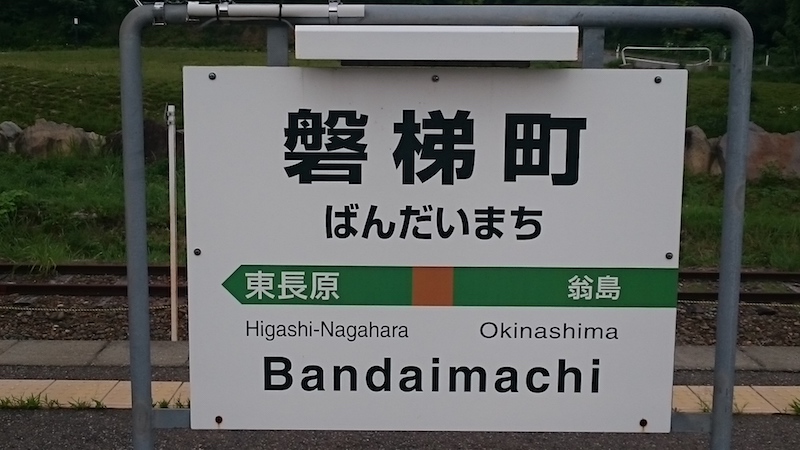 磐梯町
ばんだいまち
東長原 翁島
Higashi-Nagahara Okinashima
Bandaimachi